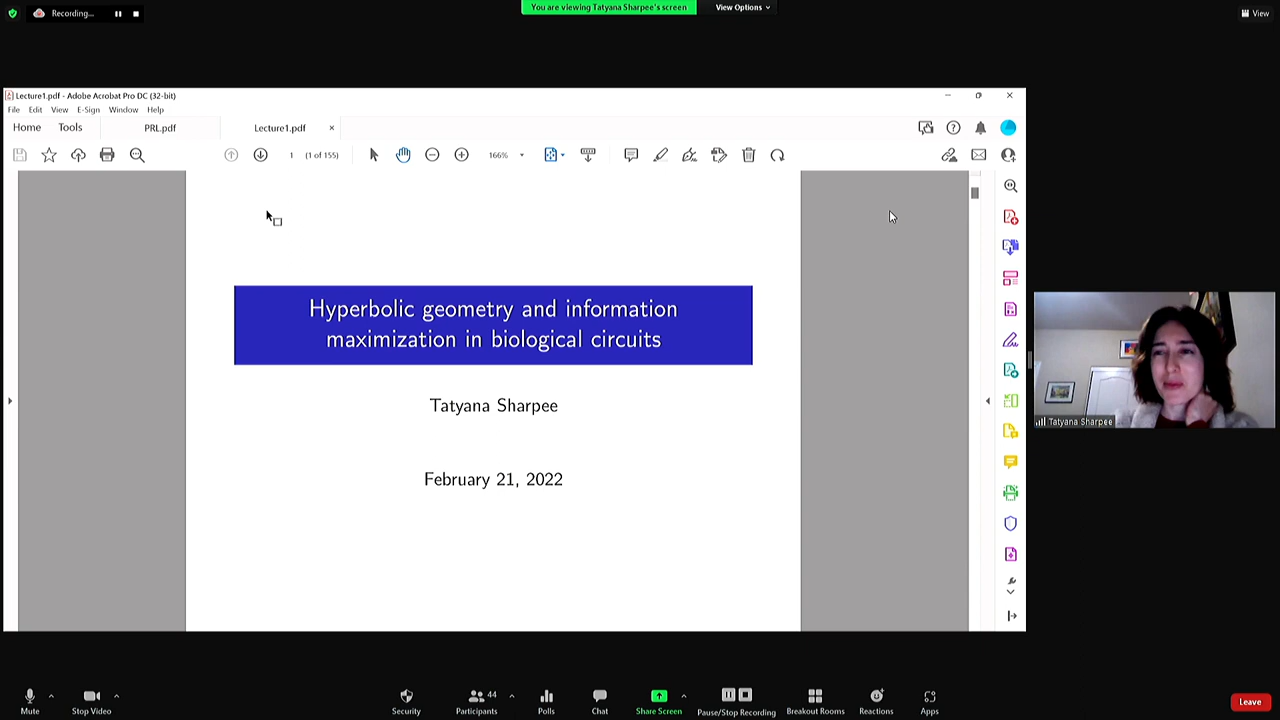 Recording...
You are viewing Tatyana Sharpee's screen
View Options
View
Lecture1.pdf - Adobe Acrobat Pro DC (32-bit)
File Edit View E-Sign Window Help
Home Tools PRL.pdf Lecture1.pdf ×
1 (1 of 155) 166%
Hyperbolic geometry and information
maximization in biological circuits
Tatyana Sharpee
February 21, 2022
Tatyana Sharpee
Mute
Stop Video
Security
44
Participants
Polls
Chat
Share Screen
Pause/Stop Recording
Breakout Rooms
Reactions
Apps
Leave